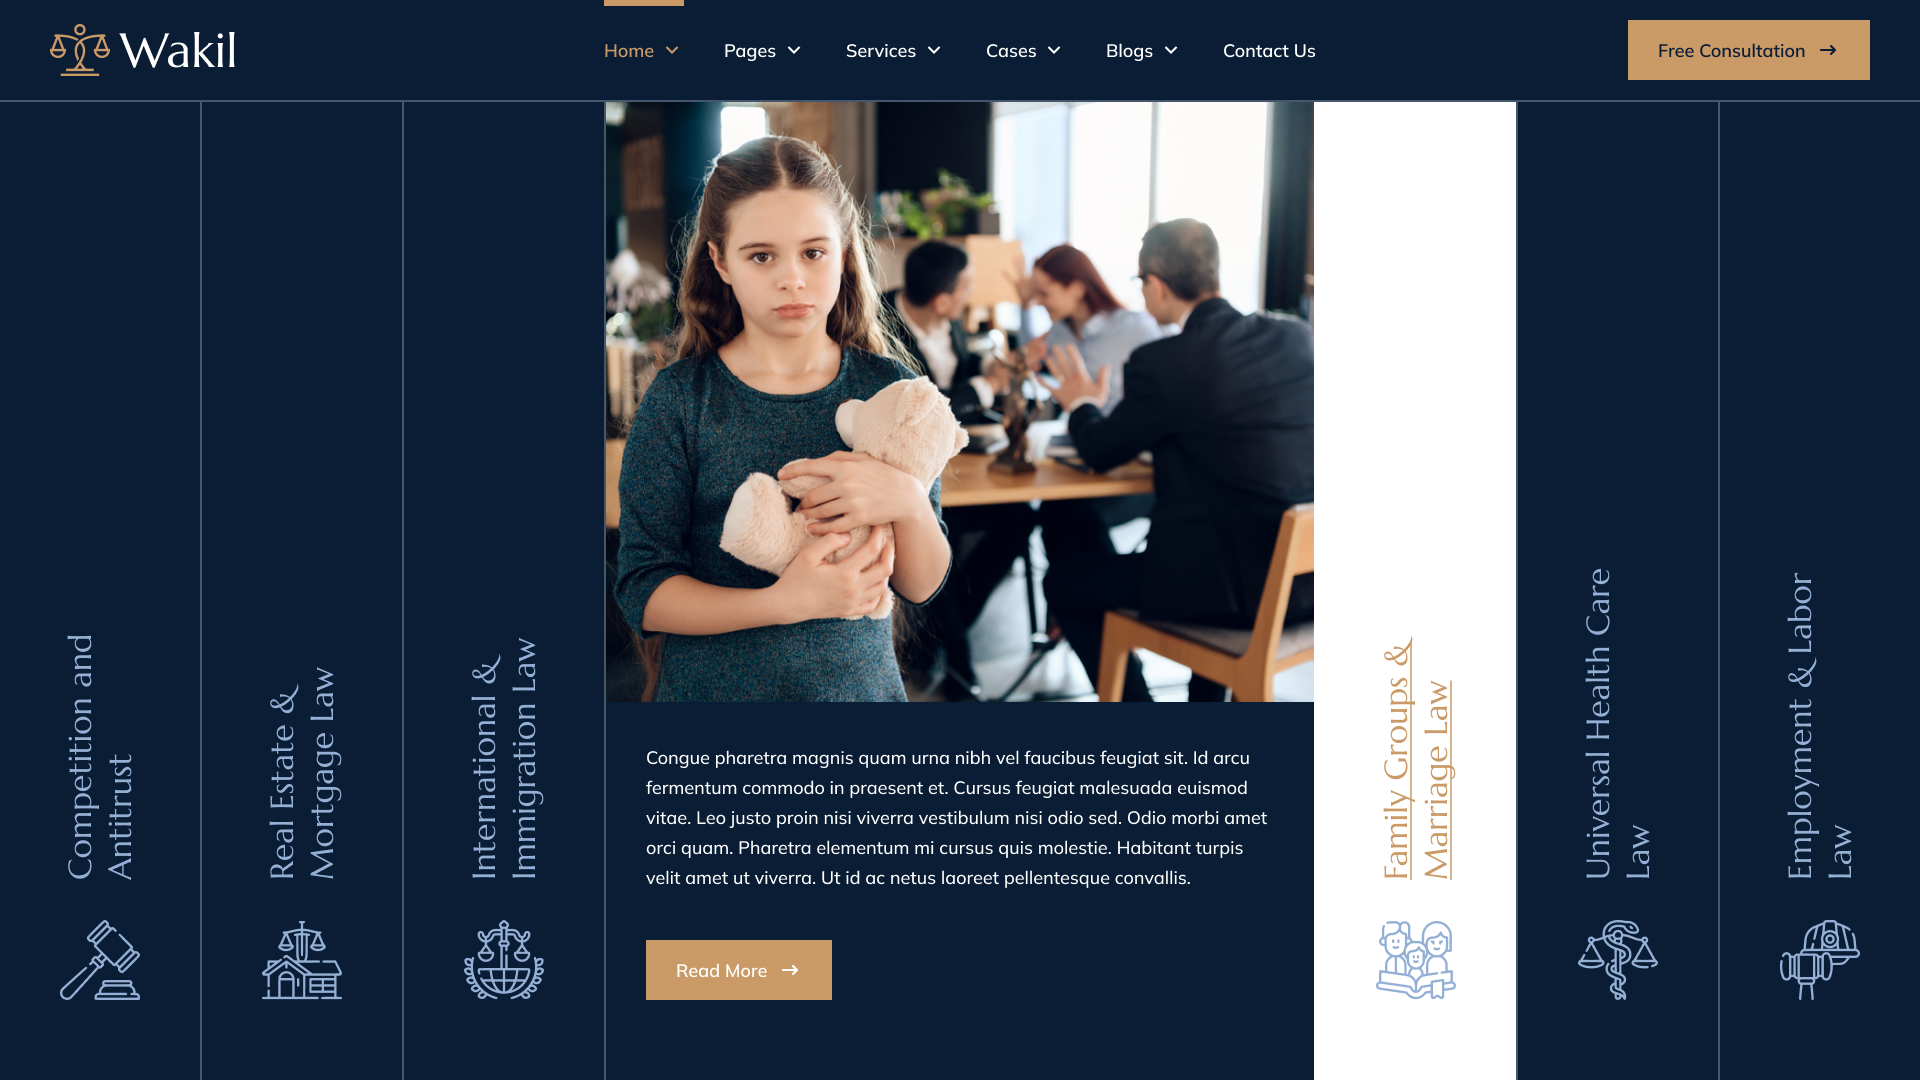 Wakil
Home
Pages
Services
Cases
Blogs
Contact Us
Free Consultation
Competition and
Antitrust
Real Estate &
Mortgage Law
International &
Immigration Law
Congue pharetra magnis quam urna nibh vel faucibus feugiat sit. Id arcu
fermentum commodo in praesent et. Cursus feugiat malesuada euismod
vitae. Leo justo proin nisi viverra vestibulum nisi odio sed. Odio morbi amet
orci quam. Pharetra elementum mi cursus quis molestie. Habitant turpis
velit amet ut viverra. Ut id ac netus laoreet pellentesque convallis.
Read More
Family Groups &
Marriage Law
Universal Health Care
Law
Employment & Labor
Law